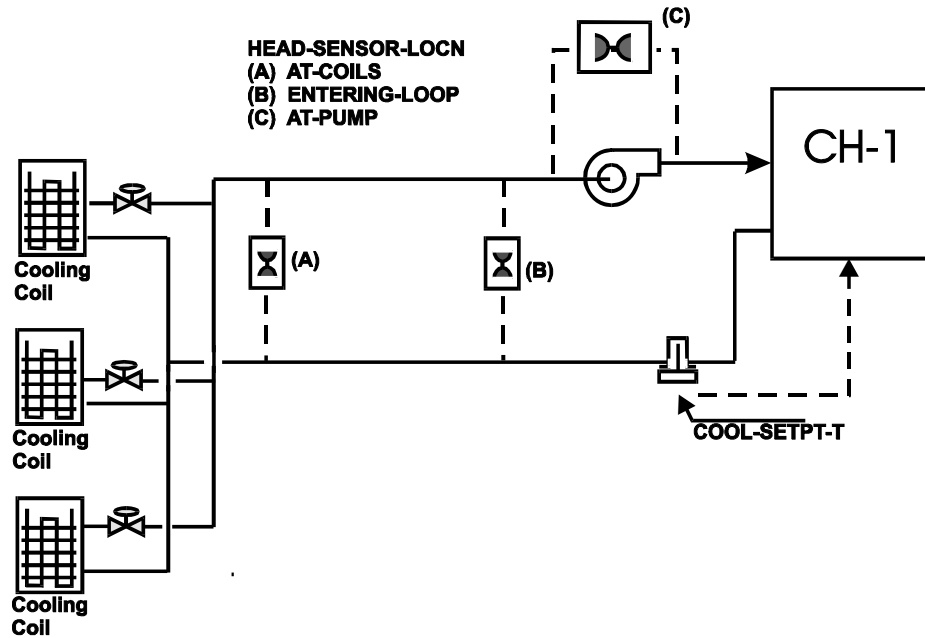 (C)
HEAD-SENSOR-LOCN
(A) AT-COILS
(B) ENTERING-LOOP
(C) AT-PUMP
CH-1
(A)
(B)
Cooling
Coil
Cooling
Coil
COOL-SETPT-T
Cooling
Coil